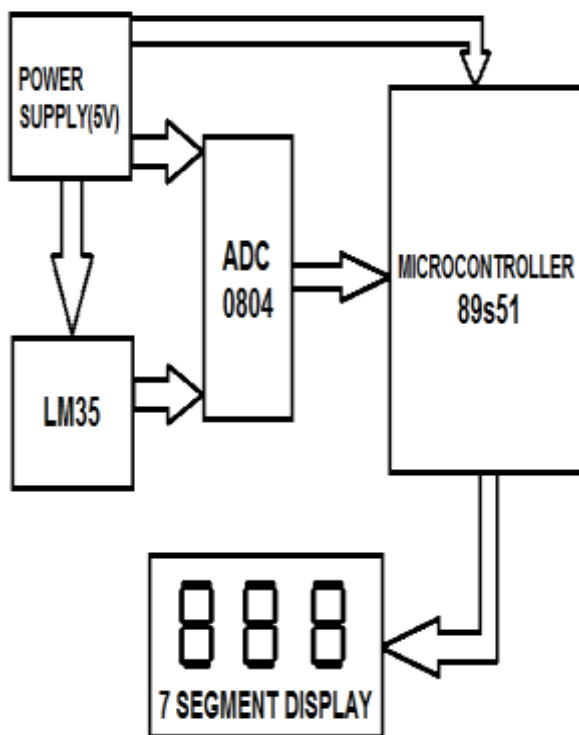 POWER
SUPPLY(5V)
ADC
0804
MICROCONTROLLER
89s51
LM35
888
7 SEGMENT DISPLAY